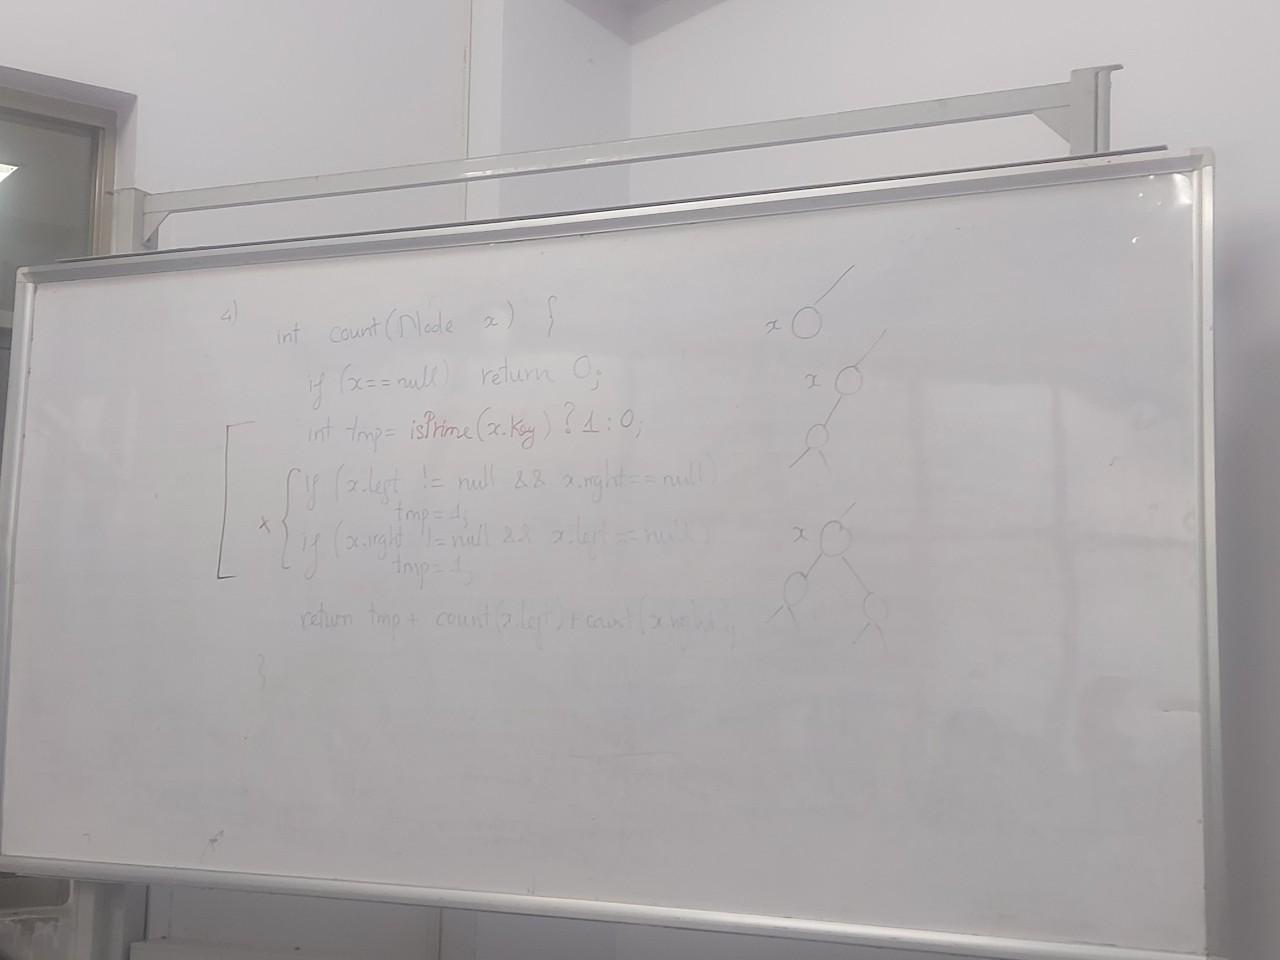 4)
int count(Node x) {
if (x==null) return 0;
int tmp= isPrime(x.key) ? 1 : 0;
x { if (x.left != null && x.right==null)
tmp=1;
if (x.right != null && x.left==null)
tmp=1;
return tmp + count(x.left)+count(x.right);
}
x
x
x